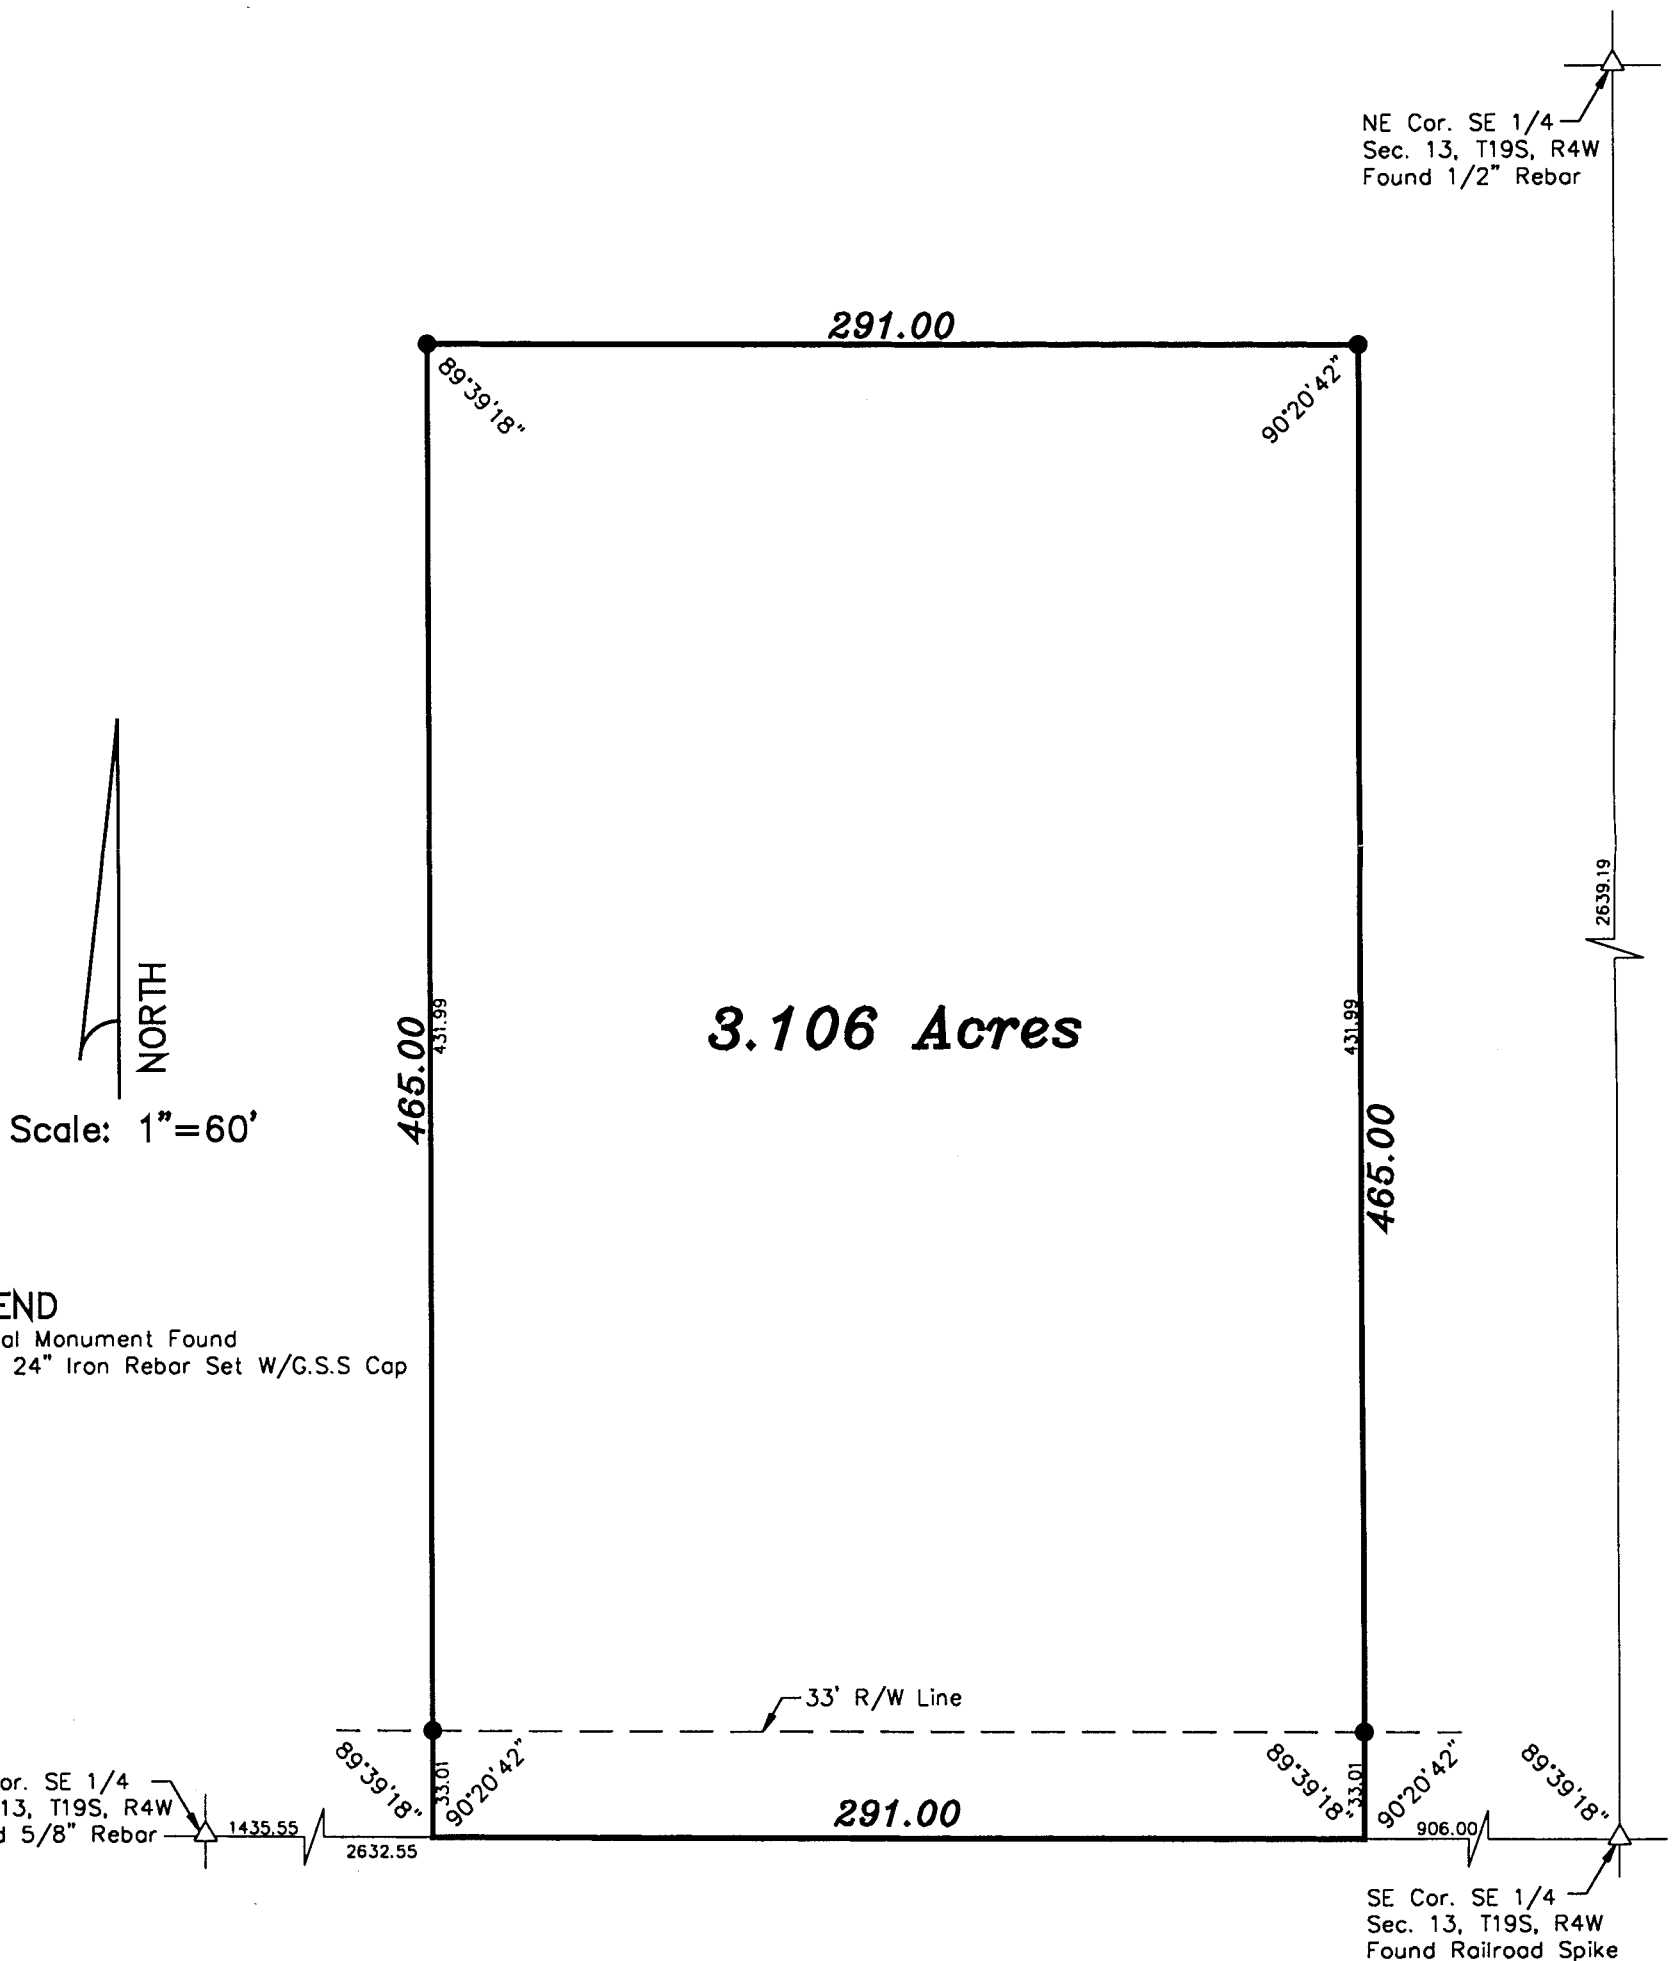 NE Cor. SE 1/4
Sec. 13, T19S, R4W
Found 1/2" Rebar
291.00
89°39'18"
90°20'42"
2639.19
NORTH
431.99
465.00
3.106 Acres
431.99
465.00
Scale: 1"=60'
END
al Monument Found
24" Iron Rebar Set W/G.S.S Cap
33' R/W Line
89°39'18"
33.01
90°20'42"
89°39'18"
33.01
90°20'42"
89°39'18"
or. SE 1/4
13, T19S, R4W
d 5/8" Rebar
1435.55
2632.55
291.00
906.00
SE Cor. SE 1/4
Sec. 13, T19S, R4W
Found Railroad Spike